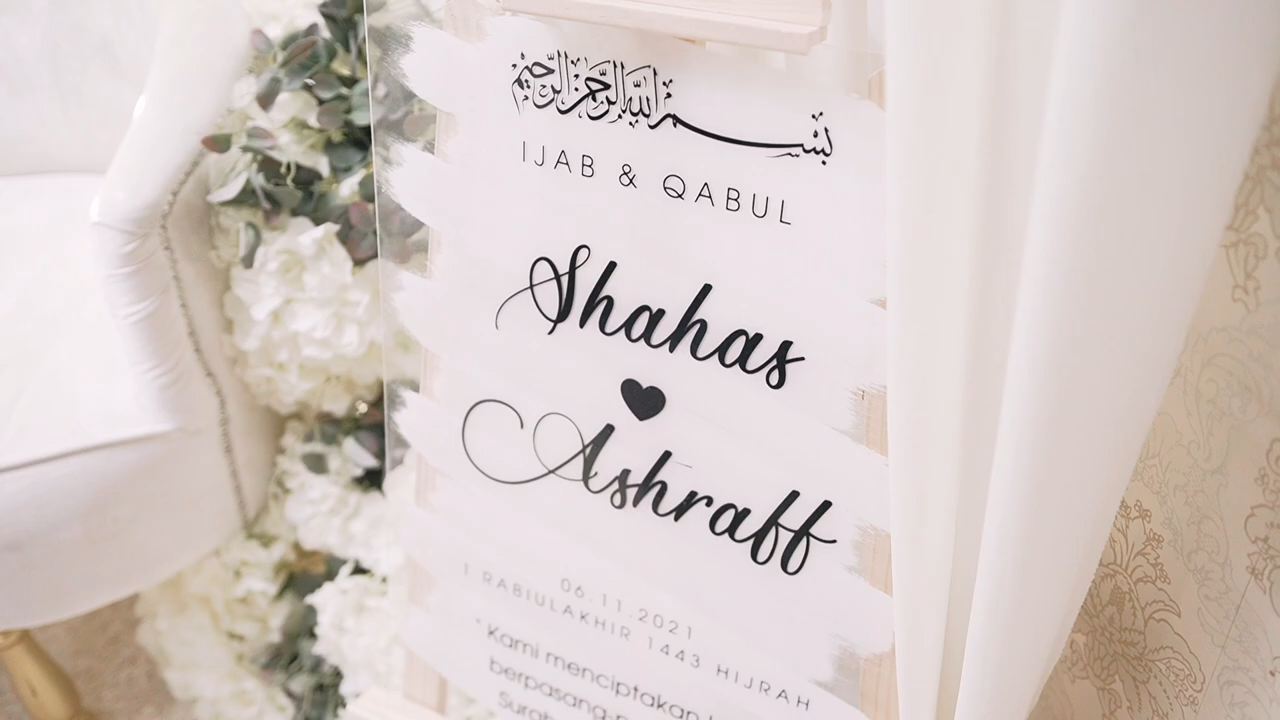 بسم الله الرحمن الرحيم
IJAB & QABUL
Shahas
Ashraff
06.11.2021
1 RABIULAKHIR 1443 HIJRAH
"Kami menciptakan
berpasang-